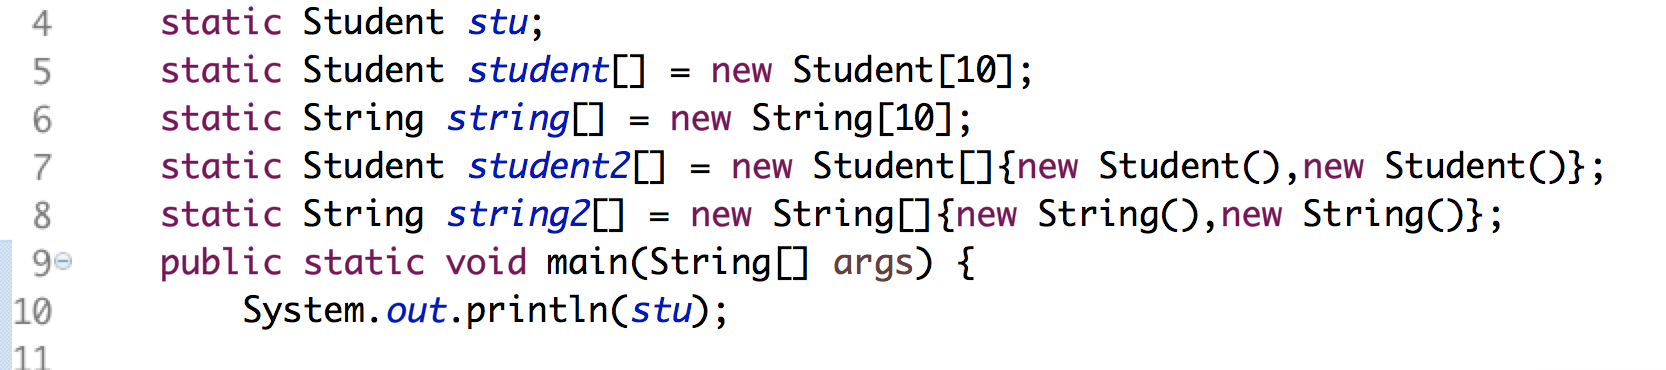 4 static Student stu;
5 static Student student[] = new Student[10];
6 static String string[] = new String[10];
7 static Student student2[] = new Student[]{new Student(),new Student()};
8 static String string2[] = new String[]{new String(),new String()};
9 public static void main(String[] args) {
10 System.out.println(stu);
11